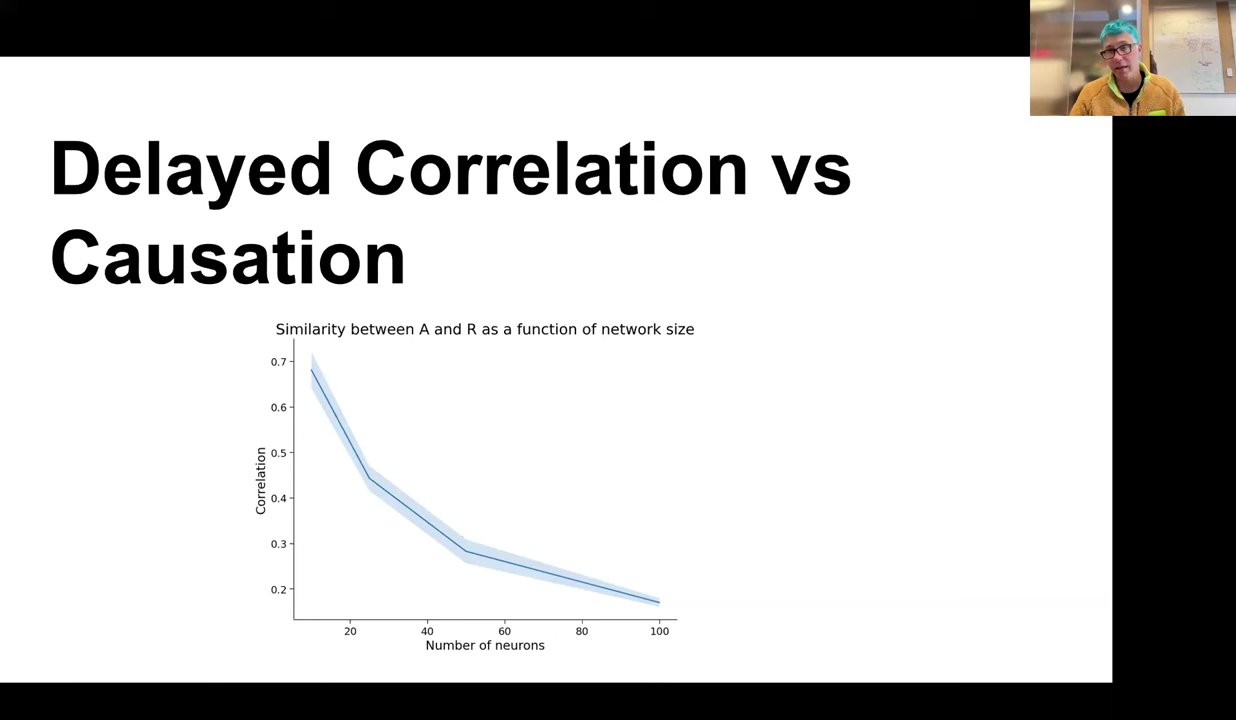 Delayed Correlation vs
Causation
Similarity between A and R as a function of network size
Correlation
0.7
0.6
0.5
0.4
0.3
0.2
20 40 60 80 100
Number of neurons